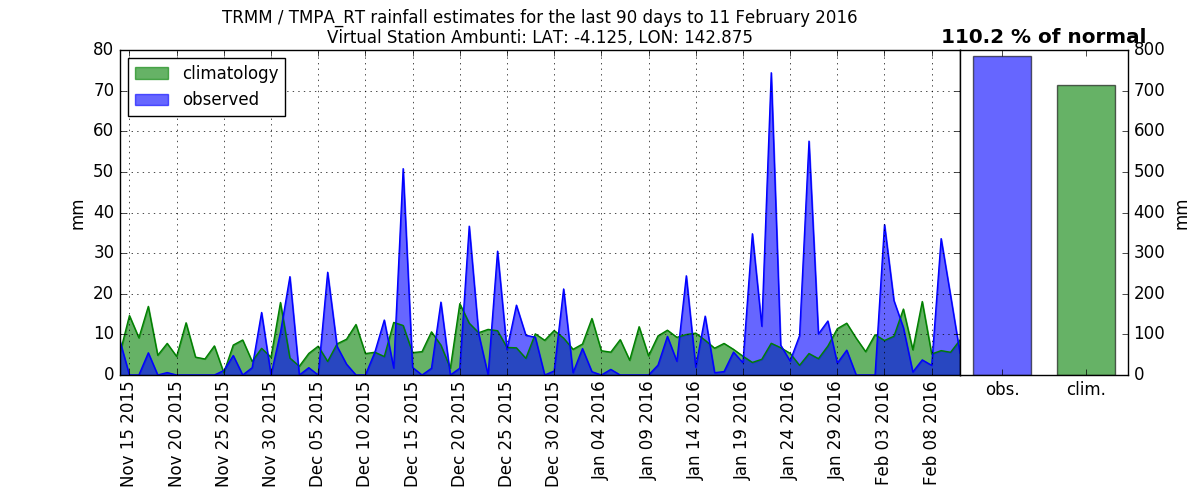 TRMM / TMPA_RT rainfall estimates for the last 90 days to 11 February 2016
Virtual Station Ambunti: LAT: -4.125, LON: 142.875
110.2 % of normal
climatology
observed
80
70
60
50
40
30
20
10
0
mm
800
700
600
500
400
300
200
100
0
mm
Nov 15 2015
Nov 20 2015
Nov 25 2015
Nov 30 2015
Dec 05 2015
Dec 10 2015
Dec 15 2015
Dec 20 2015
Dec 25 2015
Dec 30 2015
Jan 04 2016
Jan 09 2016
Jan 14 2016
Jan 19 2016
Jan 24 2016
Jan 29 2016
Feb 03 2016
Feb 08 2016
obs.
clim.